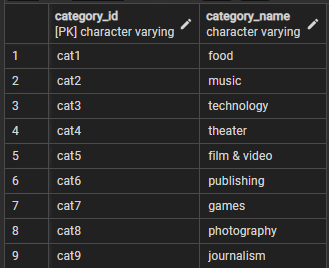 category_id category_name
[PK] character varying character varying
1 cat1 food
2 cat2 music
3 cat3 technology
4 cat4 theater
5 cat5 film & video
6 cat6 publishing
7 cat7 games
8 cat8 photography
9 cat9 journalism